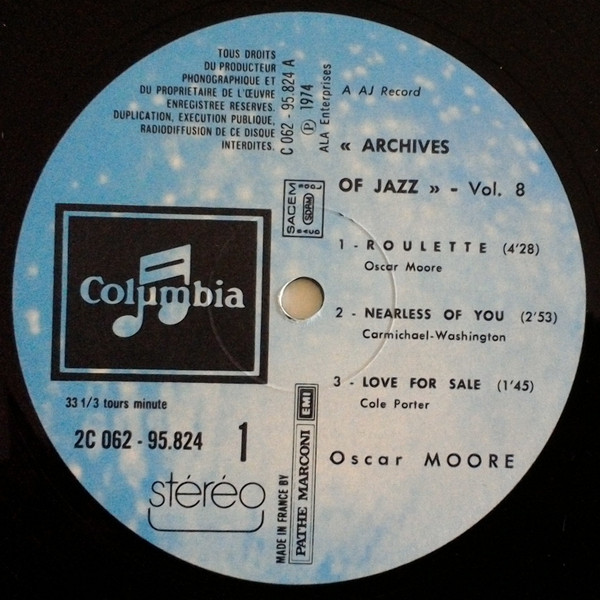 TOUS DROITS
DU PRODUCTEUR
PHONOGRAPHIQUE ET
DU PROPRIETAIRE DE L'ŒUVRE
ENREGISTREE RESERVES.
DUPLICATION, EXECUTION PUBLIQUE,
RADIODIFFUSION DE CE DISQUE
INTERDITES.
C 062 - 95.824 A
Ⓟ 1974
ALA Enterprises
A AJ Record
« ARCHIVES
OF JAZZ » - Vol. 8
SACEM
SDRM
1 - ROULETTE (4'28)
Oscar Moore
2 - NEARLESS OF YOU (2'53)
Carmichael-Washington
3 - LOVE FOR SALE (1'45)
Cole Porter
Oscar MOORE
Columbia
33 1/3 tours minute
2C 062 - 95.824 1
stéréo
MADE IN FRANCE BY
PATHE MARCONI EMI